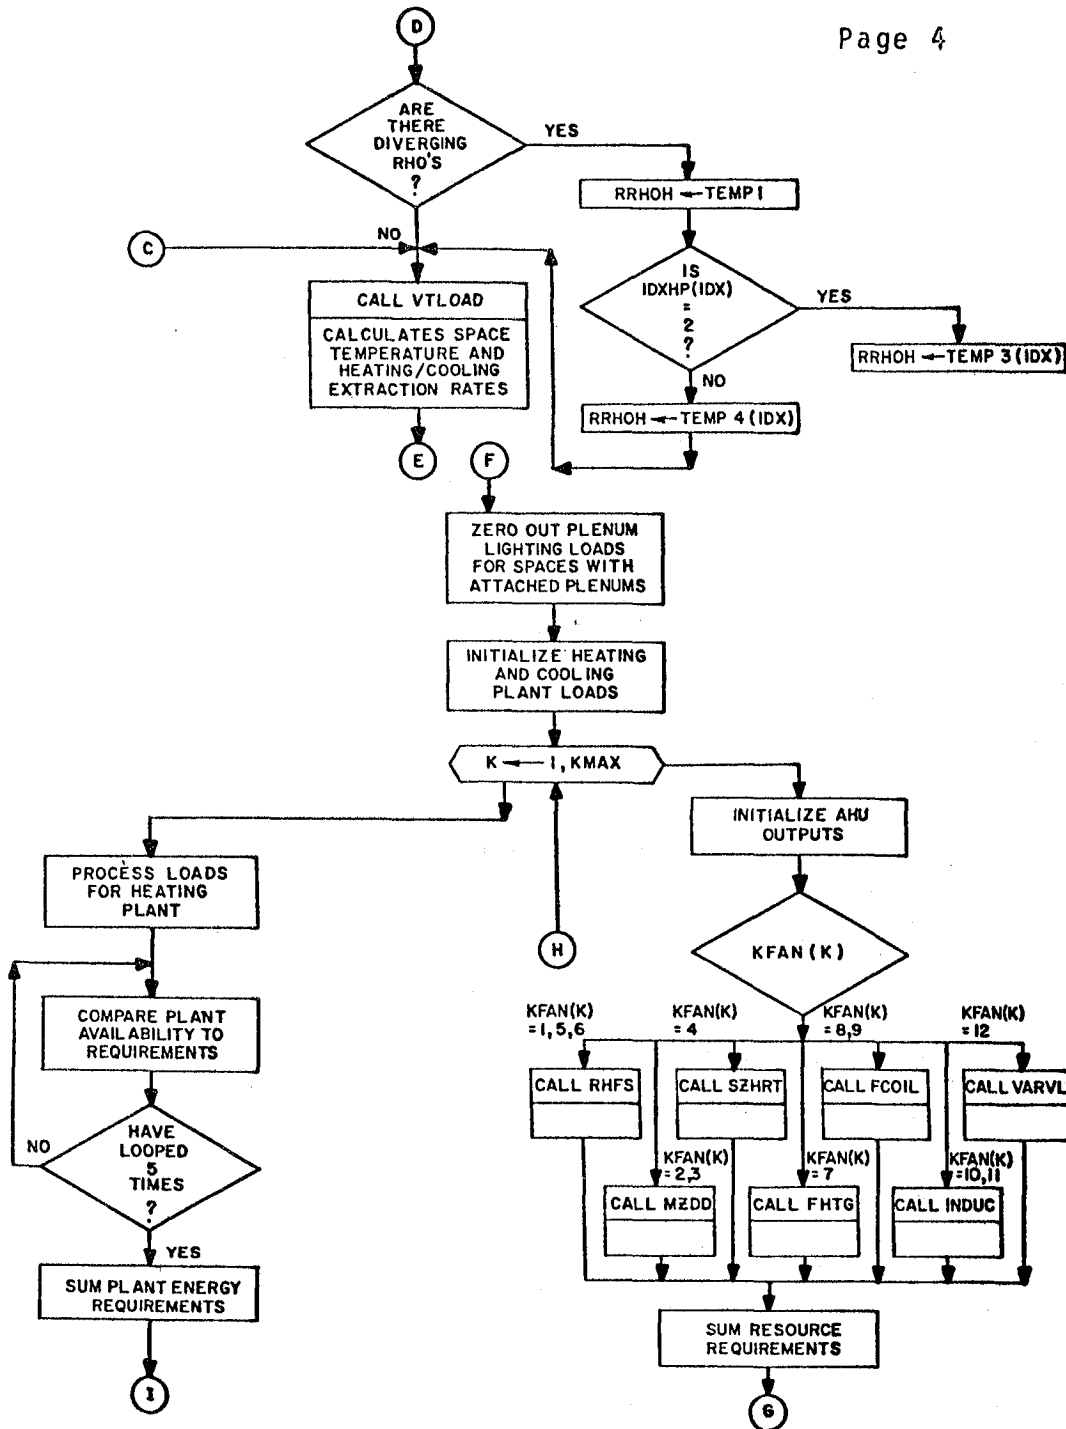 Page 4
D
ARE
THERE
DIVERGING
RHO'S
?
YES
NO
RRHOH ← TEMP 1
C
IS
IDXHP(IDX)
=
2
?
YES
NO
CALL VTLOAD
CALCULATES SPACE
TEMPERATURE AND
HEATING/COOLING
EXTRACTION RATES
RRHOH ← TEMP 3 (IDX)
RRHOH ← TEMP 4 (IDX)
E
F
ZERO OUT PLENUM
LIGHTING LOADS
FOR SPACES WITH
ATTACHED PLENUMS
INITIALIZE HEATING
AND COOLING
PLANT LOADS
K ← 1, KMAX
INITIALIZE AHU
OUTPUTS
PROCESS LOADS
FOR HEATING
PLANT
H
KFAN (K)
COMPARE PLANT
AVAILABILITY TO
REQUIREMENTS
KFAN(K)
=1, 5, 6
KFAN(K)
=4
KFAN(K)
=8,9
KFAN(K)
=12
CALL RHFS
CALL SZHRT
CALL FCOIL
CALL VARVL
NO
HAVE
LOOPED
5
TIMES
?
YES
KFAN(K)
=2,3
KFAN(K)
=7
KFAN(K)
=10,11
CALL MZDD
CALL FHTG
CALL INDUC
SUM PLANT ENERGY
REQUIREMENTS
SUM RESOURCE
REQUIREMENTS
I
G